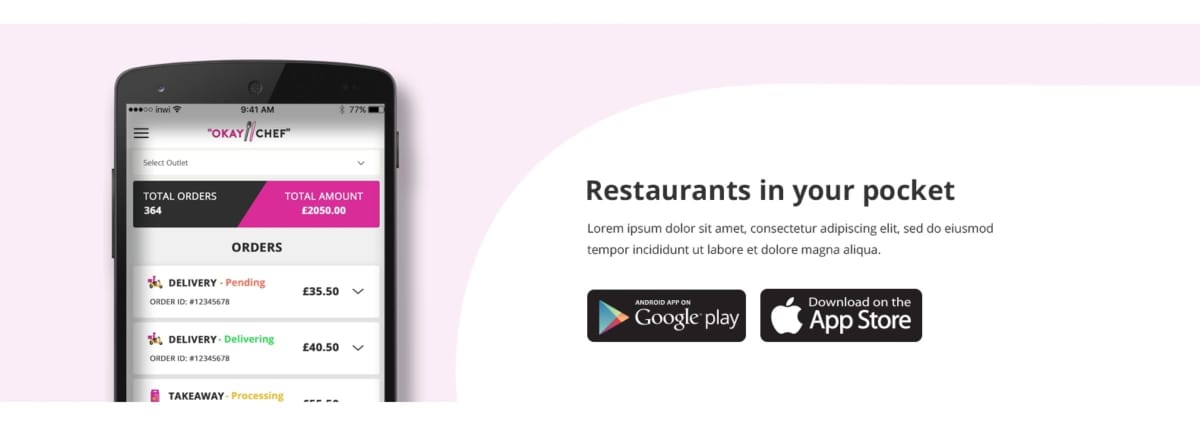 inwi 9:41 AM 77%
"OKAY CHEF"
Select Outlet
TOTAL ORDERS
364
TOTAL AMOUNT
£2050.00
ORDERS
DELIVERY - Pending
ORDER ID: #12345678
£35.50
DELIVERY - Delivering
ORDER ID: #12345678
£40.50
TAKEAWAY - Processing
Restaurants in your pocket
Lorem ipsum dolor sit amet, consectetur adipiscing elit, sed do eiusmod
tempor incididunt ut labore et dolore magna aliqua.
ANDROID APP ON
Google play
Download on the
App Store